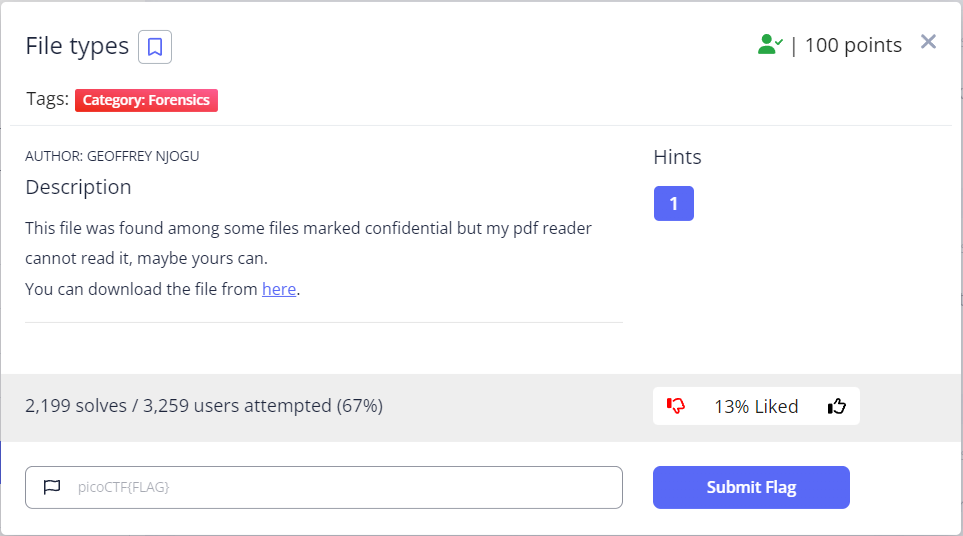 File types
| 100 points
Tags: Category: Forensics
AUTHOR: GEOFFREY NJOGU
Description
This file was found among some files marked confidential but my pdf reader
cannot read it, maybe yours can.
You can download the file from here.
Hints
1
2,199 solves / 3,259 users attempted (67%)
13% Liked
picoCTF{FLAG}
Submit Flag